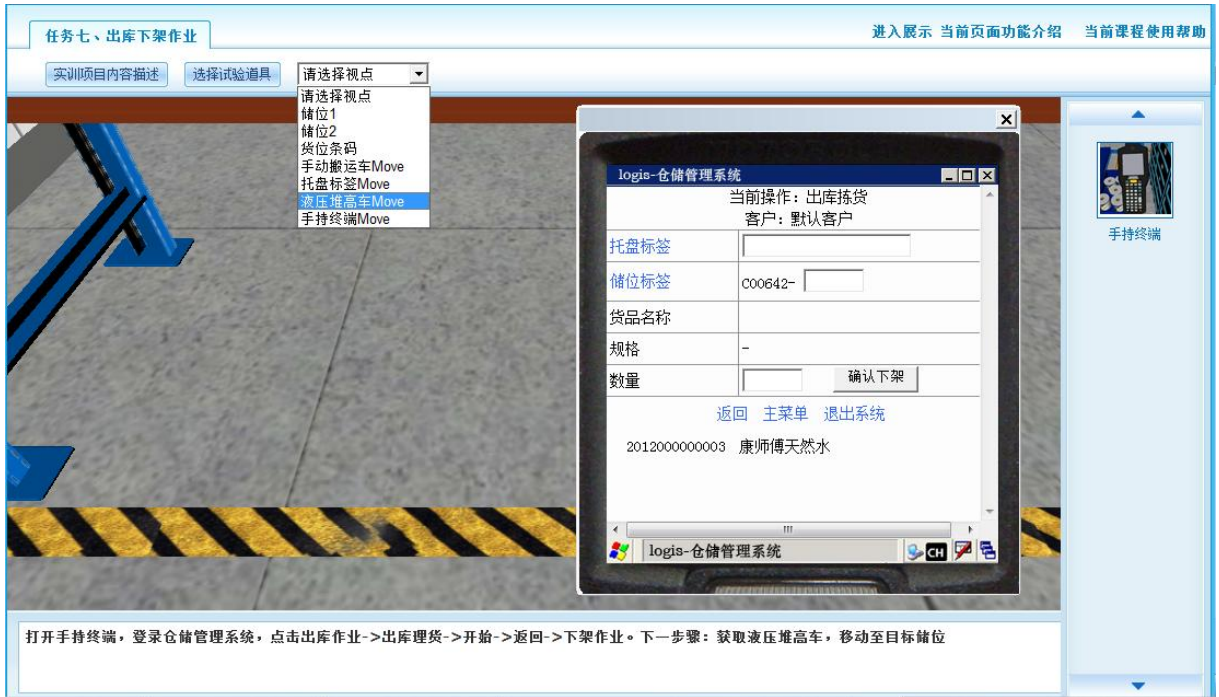 任务七、出库下架作业
进入展示 当前页面功能介绍 当前课程使用帮助
实训项目内容描述 选择试验道具 请选择视点
请选择视点
储位1
储位2
货位条码
手动搬运车Move
托盘标签Move
液压堆高车Move
手持终端Move
logis-仓储管理系统
当前操作：出库拣货
客户：默认客户
托盘标签
储位标签 C00642-
货品名称
规格 -
数量 确认下架
返回 主菜单 退出系统
2012000000003 康师傅天然水
logis-仓储管理系统 CH
手持终端
打开手持终端，登录仓储管理系统，点击出库作业->出库理货->开始->返回->下架作业。下一步骤：获取液压堆高车，移动至目标储位